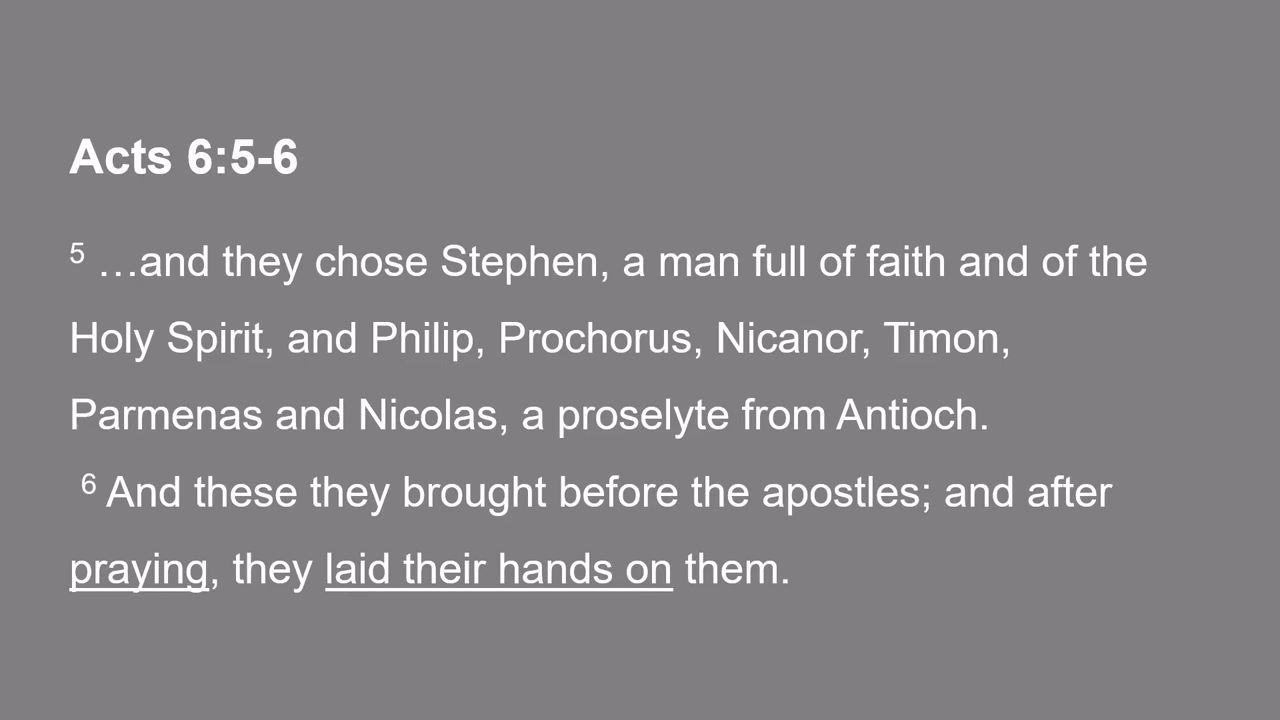 Acts 6:5-6
5 …and they chose Stephen, a man full of faith and of the
Holy Spirit, and Philip, Prochorus, Nicanor, Timon,
Parmenas and Nicolas, a proselyte from Antioch.
6 And these they brought before the apostles; and after
praying, they laid their hands on them.